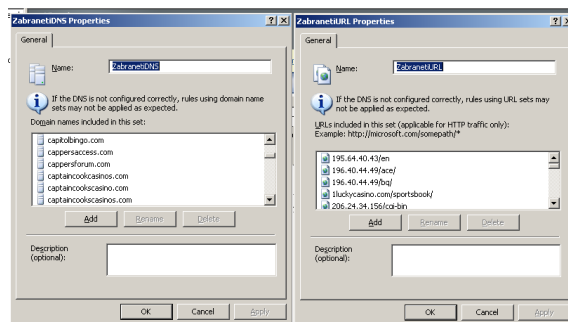 ZabranetiDNS Properties
General
Name:
ZabranetiDNS
If the DNS is not configured correctly, rules using domain name
sets may not be applied as expected.
Domain names included in this set:
capitolbingo.com
cappersaccess.com
cappersforum.com
captaincookcasinos.com
captaincookscasino.com
captaincookscasinos.com
Add
Rename
Delete
Description
(optional):
OK
Cancel
Apply
ZabranetiURL Properties
General
Name:
ZabranetiURL
If the DNS is not configured correctly, rules using URL sets may
not be applied as expected.
URLs included in this set (applicable for HTTP traffic only):
Example: http://microsoft.com/somepath/*
195.64.40.43/en
196.40.44.49/ace/
196.40.44.49/bq/
1luckycasino.com/sportsbook/
206.24.34.156/cgi-bin
Add
Rename
Delete
Description
(optional):
OK
Cancel
Apply